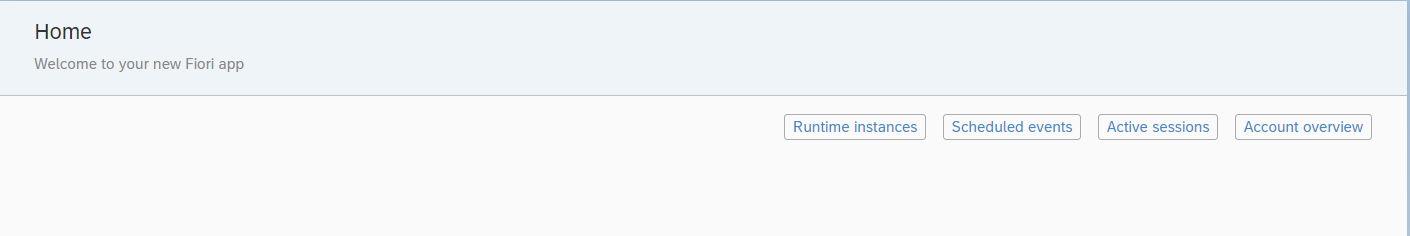 Home
Welcome to your new Fiori app
Runtime instances Scheduled events Active sessions Account overview